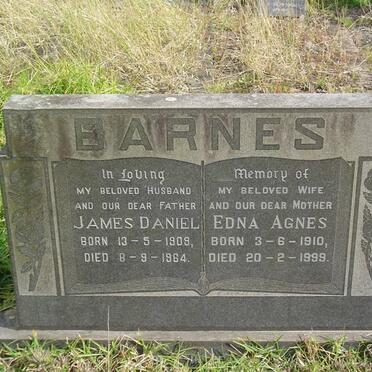 BARNES
In Loving
MY BELOVED HUSBAND
AND OUR DEAR FATHER
JAMES DANIEL
BORN 13-5-1909,
DIED 8-9-1964.
Memory of
MY BELOVED WIFE
AND OUR DEAR MOTHER
EDNA AGNES
BORN 3-6-1910,
DIED 20-2-1999.